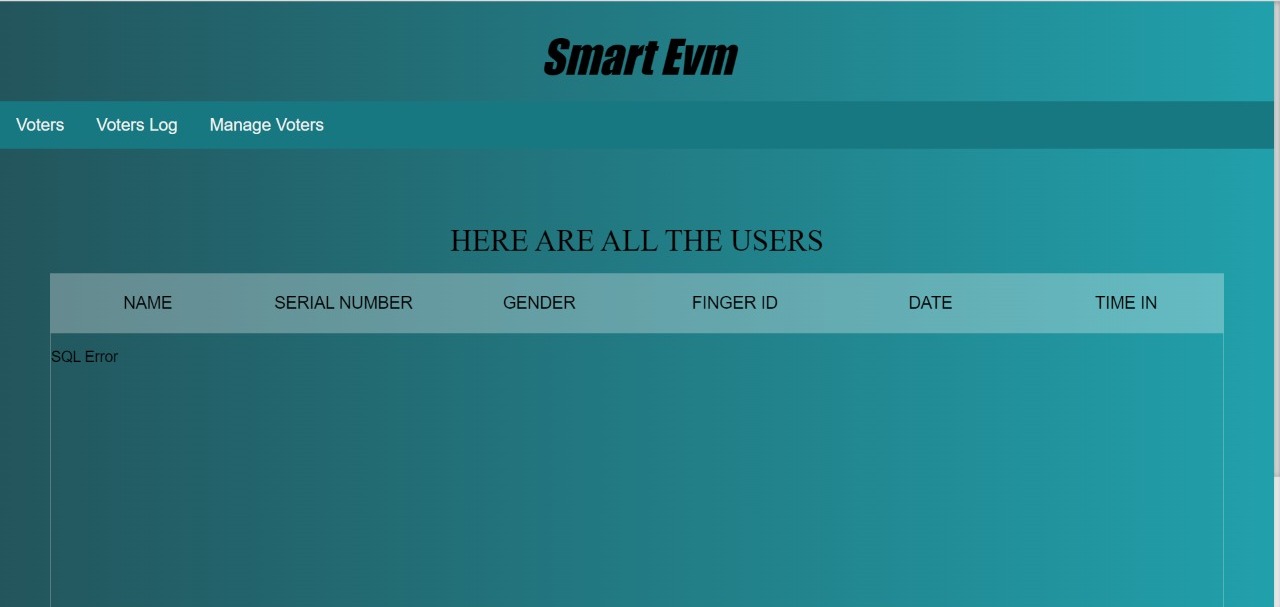 Smart Evm
Voters Voters Log Manage Voters
HERE ARE ALL THE USERS
NAME SERIAL NUMBER GENDER FINGER ID DATE TIME IN
SQL Error